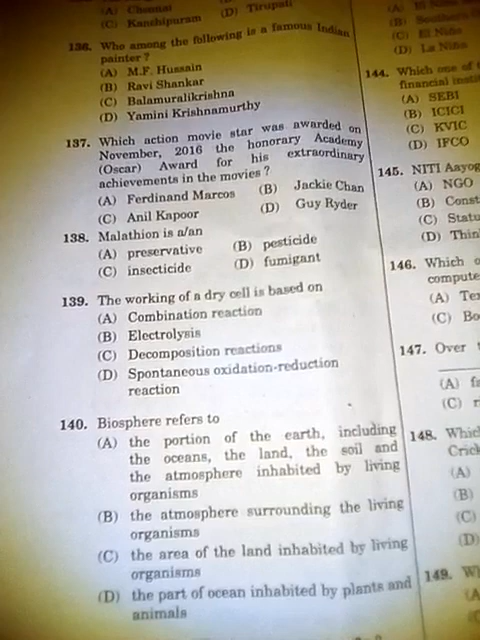 (A) Chennai
(C) Kanchipuram (D) Tirupati
136. Who among the following is a famous Indian
painter ?
(A) M.F. Hussain
(B) Ravi Shankar
(C) Balamuralikrishna
(D) Yamini Krishnamurthy
137. Which action movie star was awarded on
November, 2016 the honorary Academy
(Oscar) Award for his extraordinary
achievements in the movies ?
(A) Ferdinand Marcos (B) Jackie Chan
(C) Anil Kapoor (D) Guy Ryder
138. Malathion is a/an
(A) preservative (B) pesticide
(C) insecticide (D) fumigant
139. The working of a dry cell is based on
(A) Combination reaction
(B) Electrolysis
(C) Decomposition reactions
(D) Spontaneous oxidation-reduction
reaction
140. Biosphere refers to
(A) the portion of the earth, including
the oceans, the land, the soil and
the atmosphere inhabited by living
organisms
(B) the atmosphere surrounding the living
organisms
(C) the area of the land inhabited by living
organisms
(D) the part of ocean inhabited by plants and
animals
(A)
(B)
(C) El Niño
(D) La Niña
144. Which one of
financial
(A) SEBI
(B) ICICI
(C) KVIC
(D) IFCO
145. NITI Aayog
(A) NGO
(B) Const
(C) Statu
(D) Thin
146. Which
compute
(A) Te
(C) Bo
147. Over
(A)
(C)
148. Whic
Crick
(A)
(B)
(C)
(D)
149. W
(A